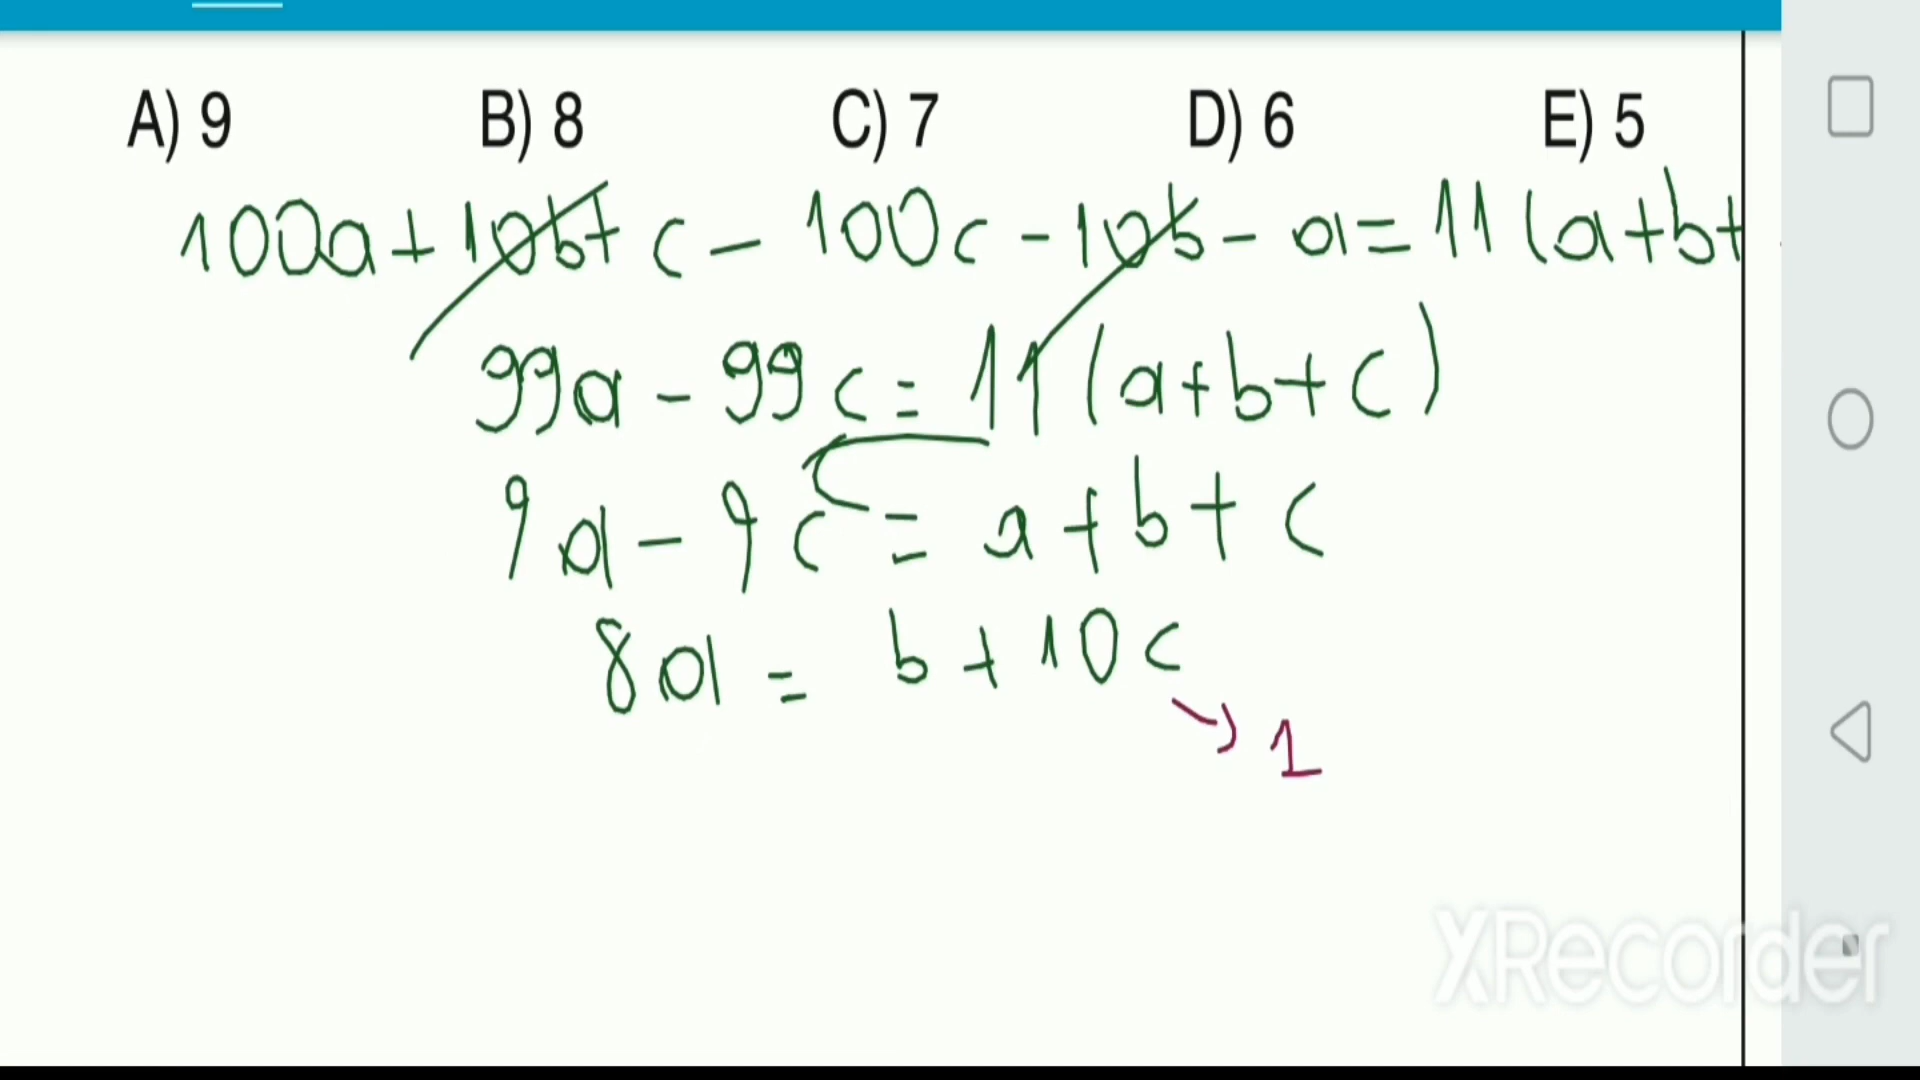 A) 9 B) 8 C) 7 D) 6 E) 5
100a + 10b + c - 100c - 10b - a = 11 (a+b+
99a - 99c = 11 (a+b+c)
9a - 9c = a+b+c
8a = b + 10c
→ 1
XRecorder